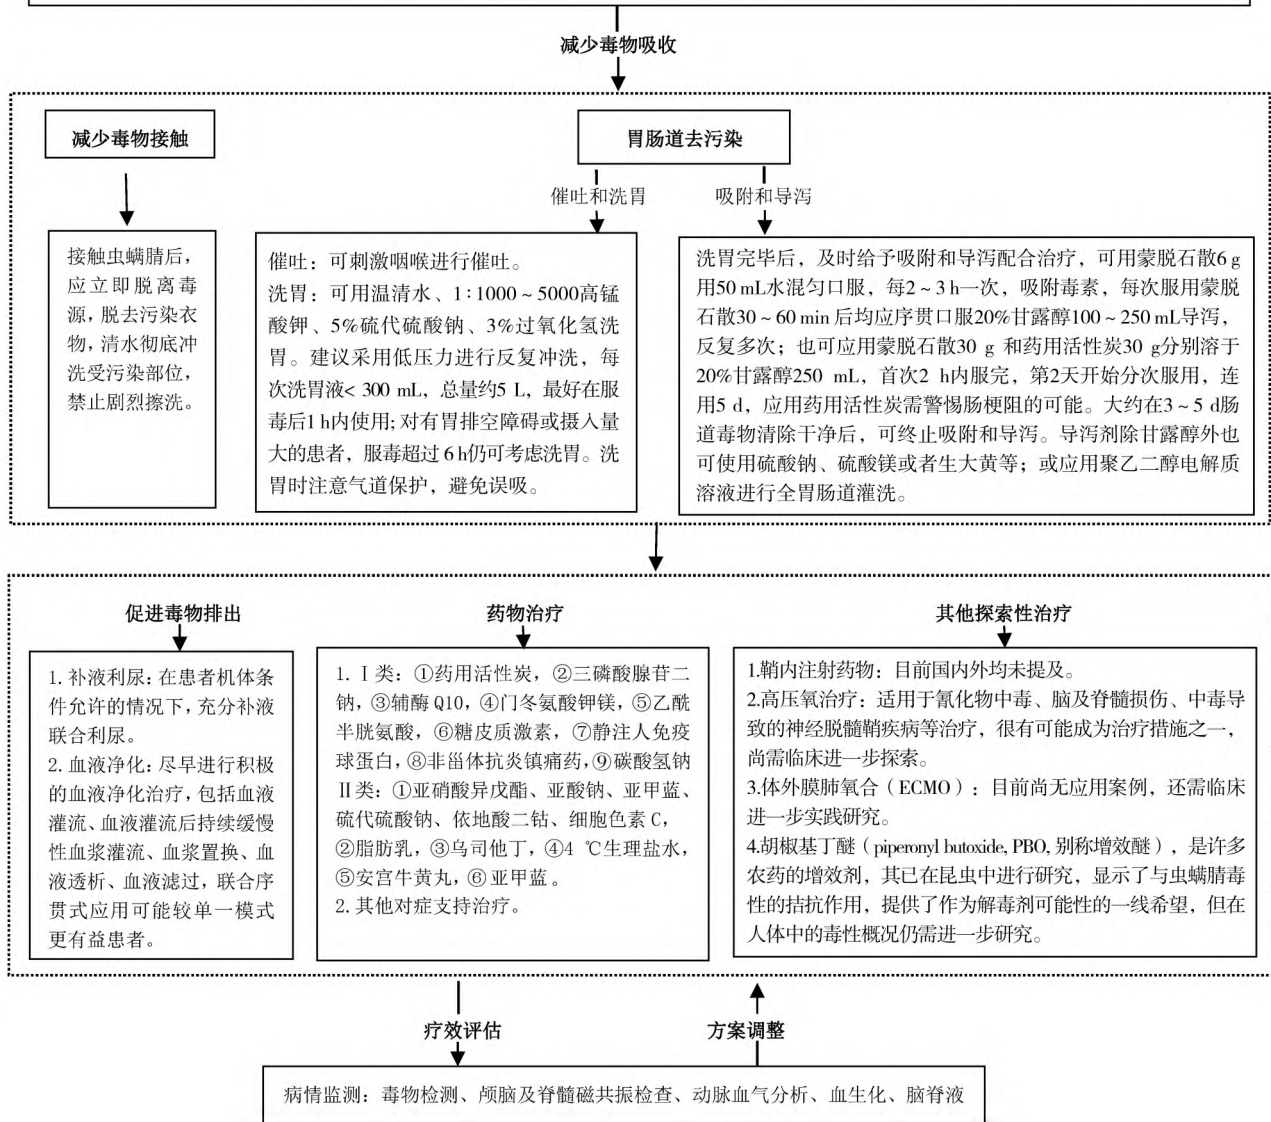 减少毒物吸收
减少毒物接触
接触虫螨腈后，
应立即脱离毒
源，脱去污染衣
物，清水彻底冲
洗受污染部位，
禁止剧烈擦洗。
胃肠道去污染
催吐和洗胃
吸附和导泻
催吐：可刺激咽喉进行催吐。
洗胃：可用温清水、1∶1000～5000高锰
酸钾、5%硫代硫酸钠、3%过氧化氢洗
胃。建议采用低压力进行反复冲洗，每
次洗胃液< 300 mL，总量约5 L，最好在服
毒后1 h内使用；对有胃排空障碍或摄入量
大的患者，服毒超过 6 h仍可考虑洗胃。洗
胃时注意气道保护，避免误吸。
洗胃完毕后，及时给予吸附和导泻配合治疗，可用蒙脱石散6 g
用50 mL水混匀口服，每2～3 h一次，吸附毒素，每次服用蒙脱
石散30～60 min 后均应序贯口服20%甘露醇100～250 mL导泻，
反复多次；也可应用蒙脱石散30 g 和药用活性炭30 g分别溶于
20%甘露醇250 mL，首次2 h内服完，第2天开始分次服用，连
用5 d，应用药用活性炭需警惕肠梗阻的可能。大约在3～5 d肠
道毒物清除干净后，可终止吸附和导泻。导泻剂除甘露醇外也
可使用硫酸钠、硫酸镁或者生大黄等；或应用聚乙二醇电解质
溶液进行全胃肠道灌洗。
促进毒物排出
1. 补液利尿：在患者机体条
件允许的情况下，充分补液
联合利尿。
2. 血液净化：尽早进行积极
的血液净化治疗，包括血液
灌流、血液灌流后持续缓慢
性血浆灌流、血浆置换、血
液透析、血液滤过，联合序
贯式应用可能较单一模式
更有益患者。
药物治疗
1. Ⅰ类：①药用活性炭，②三磷酸腺苷二
钠，③辅酶 Q10，④门冬氨酸钾镁，⑤乙酰
半胱氨酸，⑥糖皮质激素，⑦静注人免疫
球蛋白，⑧非甾体抗炎镇痛药，⑨碳酸氢钠
Ⅱ类：①亚硝酸异戊酯、亚酸钠、亚甲蓝、
硫代硫酸钠、依地酸二钴、细胞色素 C，
②脂肪乳，③乌司他丁，④4 ℃生理盐水，
⑤安宫牛黄丸，⑥亚甲蓝。
2. 其他对症支持治疗。
其他探索性治疗
1.鞘内注射药物：目前国内外均未提及。
2.高压氧治疗：适用于氰化物中毒、脑及脊髓损伤、中毒导
致的神经脱髓鞘疾病等治疗，很有可能成为治疗措施之一，
尚需临床进一步探索。
3.体外膜肺氧合（ECMO）：目前尚无应用案例，还需临床
进一步实践研究。
4.胡椒基丁醚（piperonyl butoxide, PBO, 别称增效醚），是许多
农药的增效剂，其已在昆虫中进行研究，显示了与虫螨腈毒
性的拮抗作用，提供了作为解毒剂可能性的一线希望，但在
人体中的毒性概况仍需进一步研究。
疗效评估
方案调整
病情监测：毒物检测、颅脑及脊髓磁共振检查、动脉血气分析、血生化、脑脊液